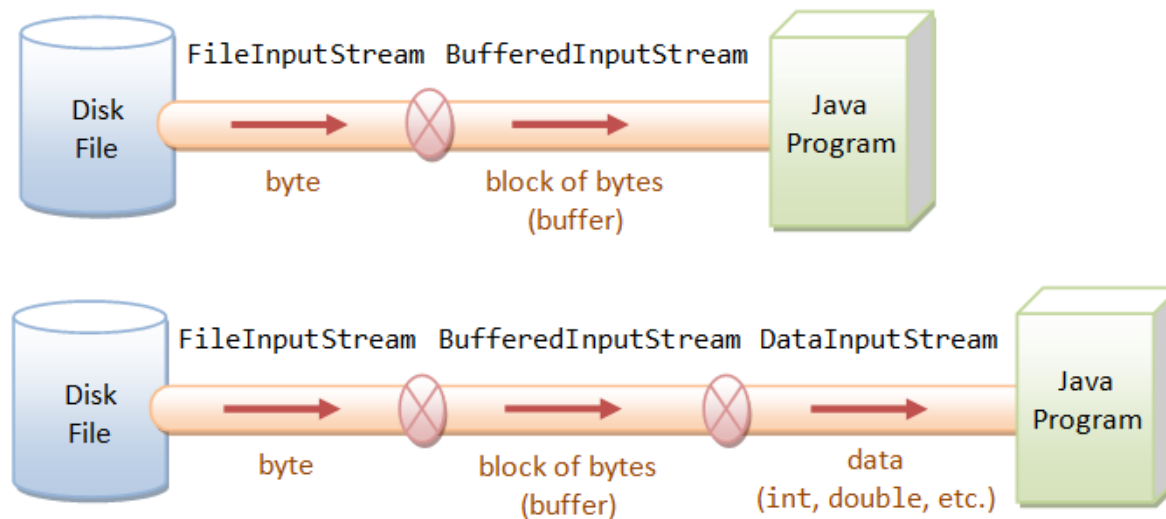 FileInputStream BufferedInputStream
Disk
File
Java
Program
byte
block of bytes
(buffer)
FileInputStream BufferedInputStream DataInputStream
Disk
File
Java
Program
byte
block of bytes
(buffer)
data
(int, double, etc.)